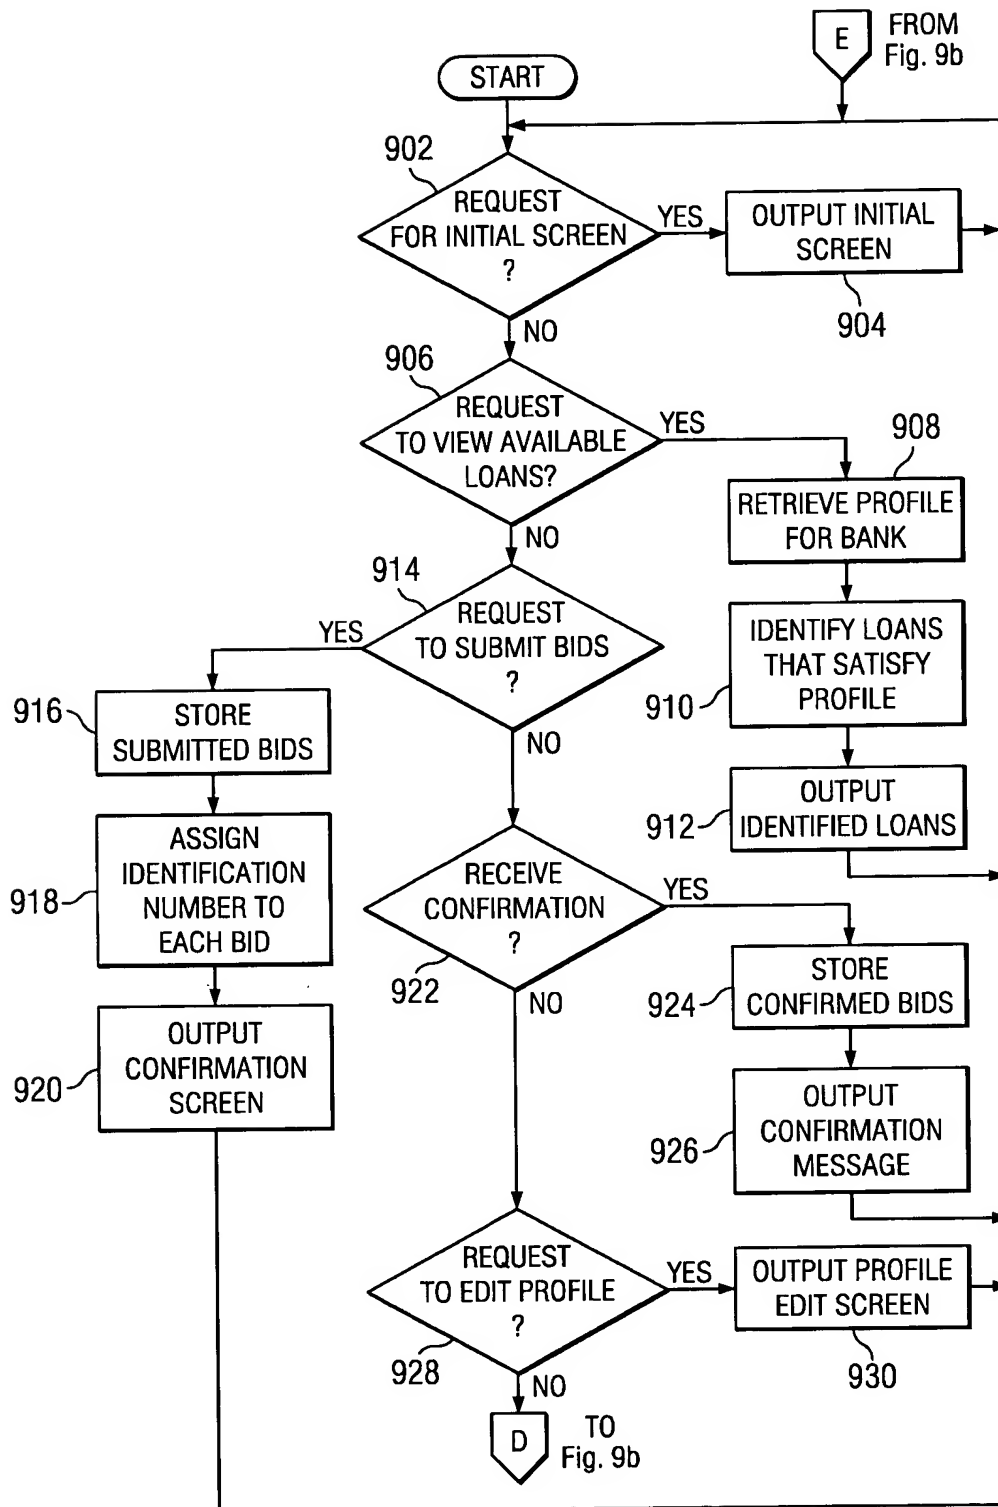 E
FROM
Fig. 9b
START
902
REQUEST
FOR INITIAL SCREEN
?
YES
OUTPUT INITIAL
SCREEN
904
NO
906
REQUEST
TO VIEW AVAILABLE
LOANS?
YES
908
RETRIEVE PROFILE
FOR BANK
NO
914
REQUEST
TO SUBMIT BIDS
?
YES
910
IDENTIFY LOANS
THAT SATISFY
PROFILE
916
STORE
SUBMITTED BIDS
NO
912
OUTPUT
IDENTIFIED LOANS
918
ASSIGN
IDENTIFICATION
NUMBER TO
EACH BID
RECEIVE
CONFIRMATION
?
YES
922
NO
924
STORE
CONFIRMED BIDS
920
OUTPUT
CONFIRMATION
SCREEN
926
OUTPUT
CONFIRMATION
MESSAGE
REQUEST
TO EDIT PROFILE
?
YES
OUTPUT PROFILE
EDIT SCREEN
928
930
NO
D
TO
Fig. 9b